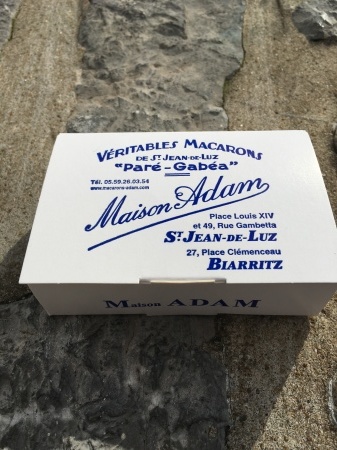 VÉRITABLES MACARONS
DE ST JEAN-DE-LUZ
"Paré-Gabéa"
TÉL. 05.59.26.03.54
www.macarons-adam.com
Maison Adam
Place Louis XIV
et 49, Rue Gambetta
ST JEAN-DE-LUZ
27, Place Clémenceau
BIARRITZ
Maison ADAM